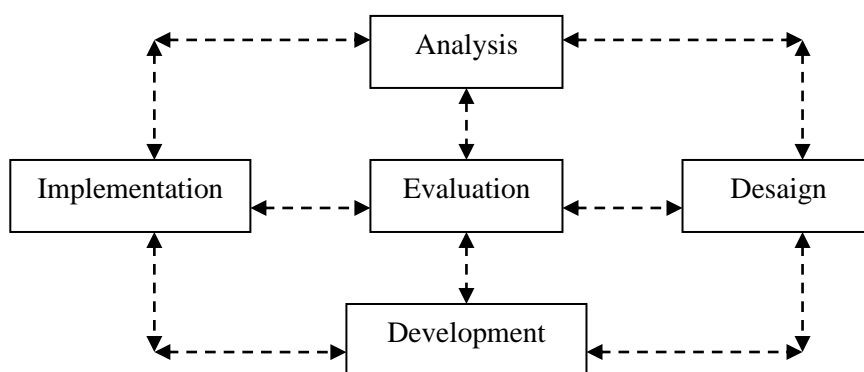 Analysis
Implementation
Evaluation
Desaign
Development